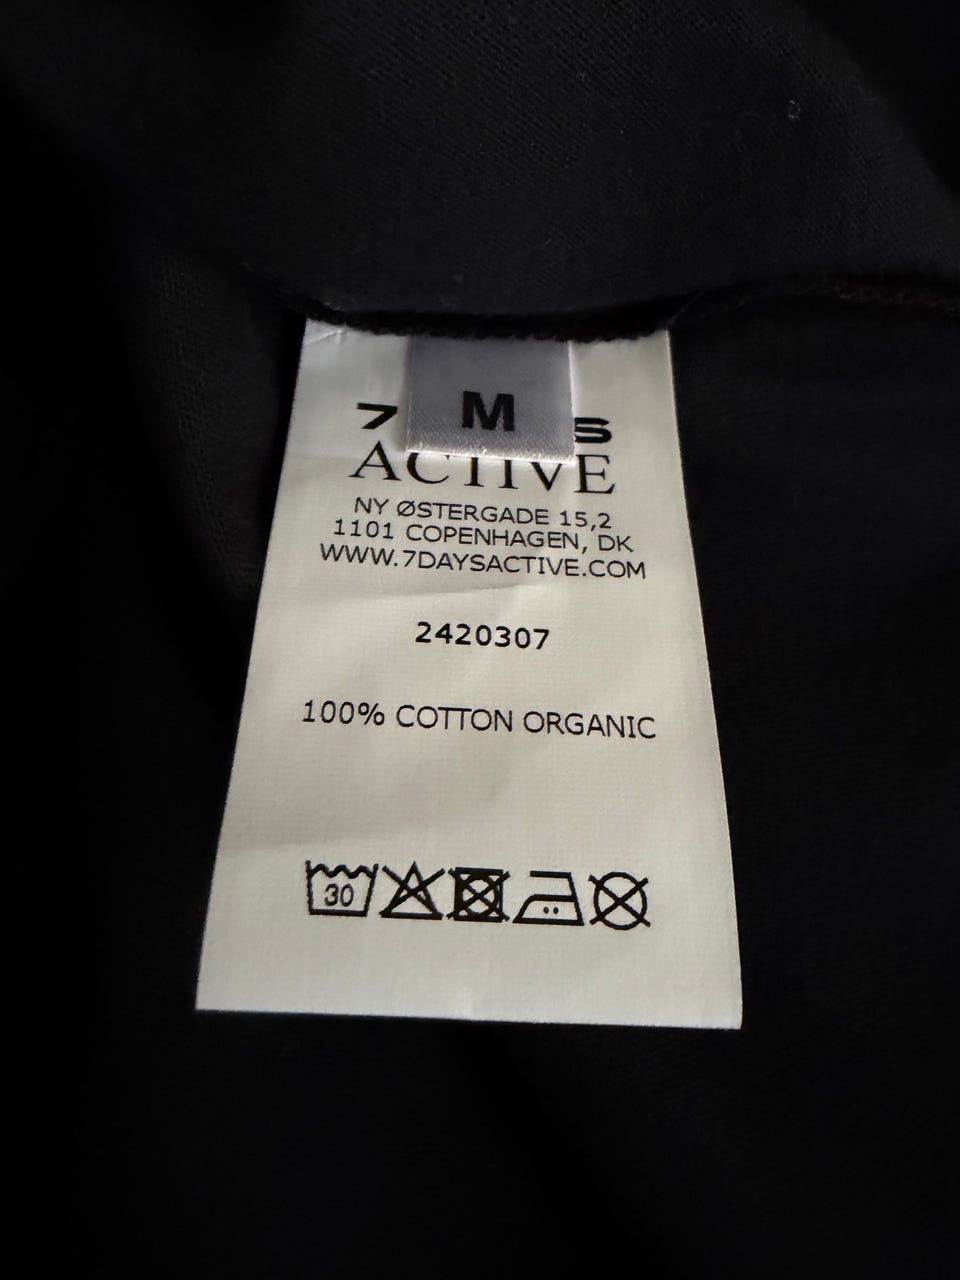 M
7 S
ACTIVE
NY ØSTERGADE 15,2
1101 COPENHAGEN, DK
WWW.7DAYSACTIVE.COM
2420307
100% COTTON ORGANIC
30